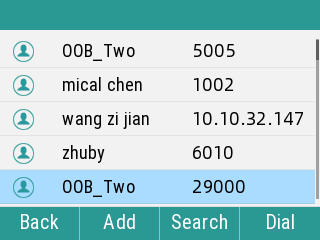 OOB_Two 5005
mical chen 1002
wang zi jian 10.10.32.147
zhuby 6010
OOB_Two 29000
Back Add Search Dial